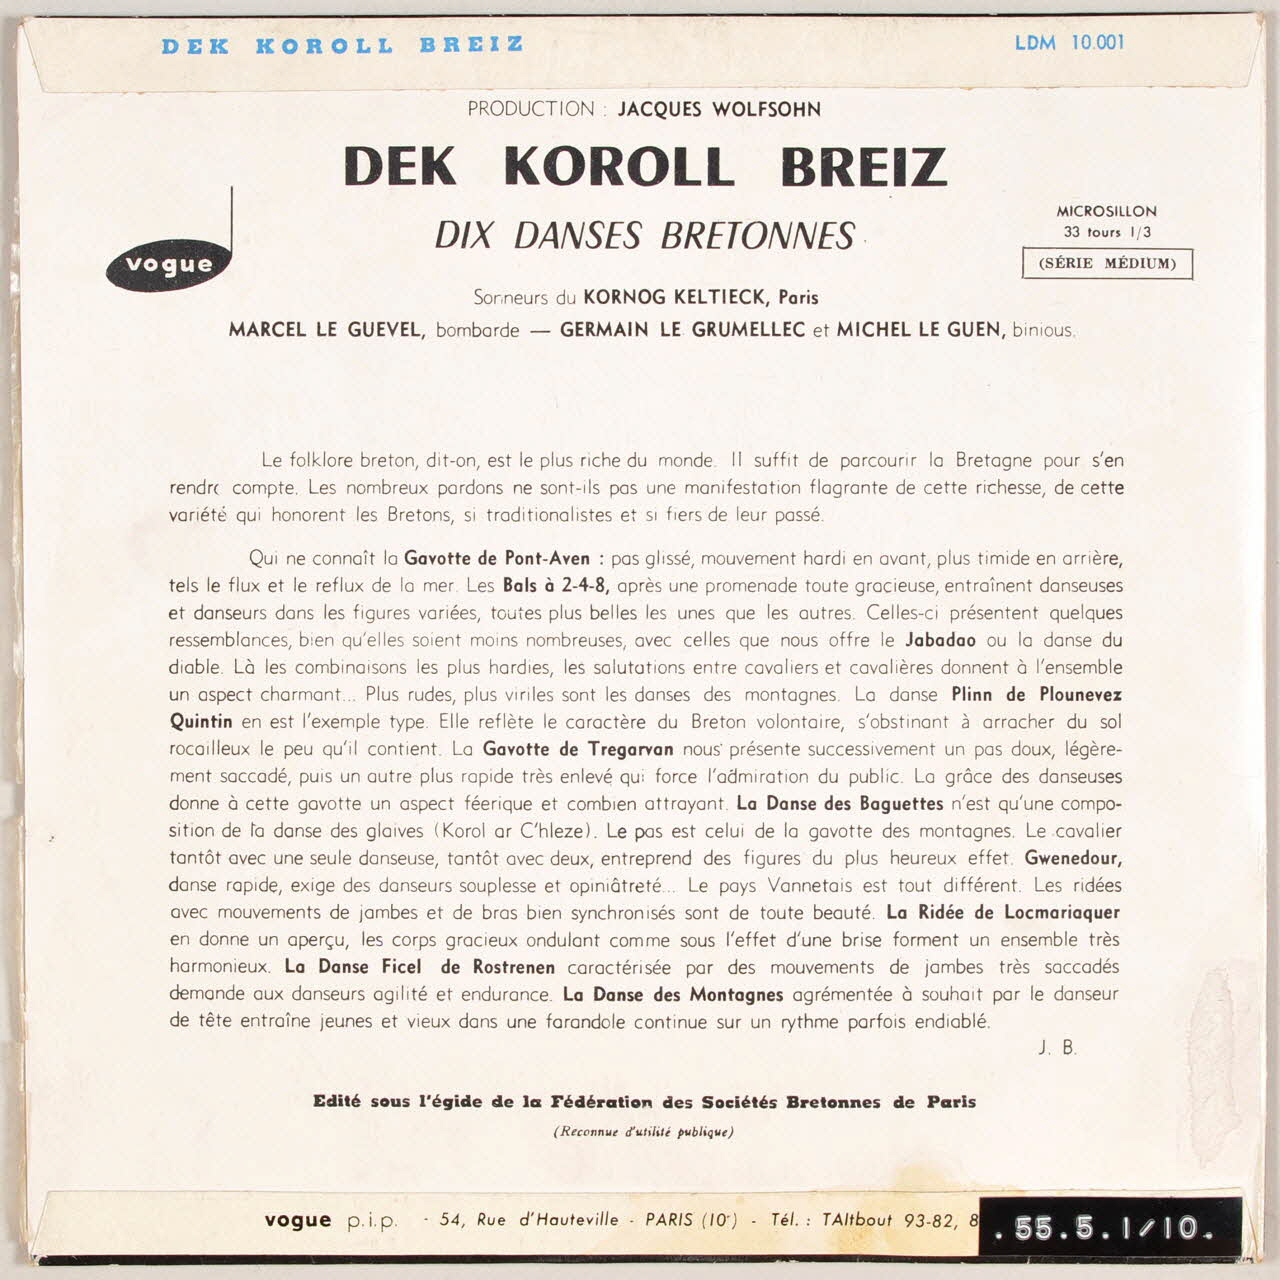 DEK KOROLL BREIZ LDM 10.001
PRODUCTION : JACQUES WOLFSOHN
DEK KOROLL BREIZ
DIX DANSES BRETONNES
vogue
MICROSILLON
33 tours 1/3
(SÉRIE MÉDIUM)
Sonneurs du KORNOG KELTIECK, Paris
MARCEL LE GUEVEL, bombarde — GERMAIN LE GRUMELLEC et MICHEL LE GUEN, binious.
Le folklore breton, dit-on, est le plus riche du monde. Il suffit de parcourir la Bretagne pour s'en
rendre compte. Les nombreux pardons ne sont-ils pas une manifestation flagrante de cette richesse, de cette
variété qui honorent les Bretons, si traditionalistes et si fiers de leur passé.
Qui ne connaît la Gavotte de Pont-Aven : pas glissé, mouvement hardi en avant, plus timide en arrière,
tels le flux et le reflux de la mer. Les Bals à 2-4-8, après une promenade toute gracieuse, entraînent danseuses
et danseurs dans les figures variées, toutes plus belles les unes que les autres. Celles-ci présentent quelques
ressemblances, bien qu'elles soient moins nombreuses, avec celles que nous offre le Jabadao ou la danse du
diable. Là les combinaisons les plus hardies, les salutations entre cavaliers et cavalières donnent à l'ensemble
un aspect charmant... Plus rudes, plus viriles sont les danses des montagnes. La danse Plinn de Plounevez
Quintin en est l'exemple type. Elle reflète le caractère du Breton volontaire, s'obstinant à arracher du sol
rocailleux le peu qu'il contient. La Gavotte de Tregarvan nous présente successivement un pas doux, légère-
ment saccadé, puis un autre plus rapide très enlevé qui force l'admiration du public. La grâce des danseuses
donne à cette gavotte un aspect féerique et combien attrayant. La Danse des Baguettes n'est qu'une compo-
sition de la danse des glaives (Korol ar C'hleze). Le pas est celui de la gavotte des montagnes. Le cavalier
tantôt avec une seule danseuse, tantôt avec deux, entreprend des figures du plus heureux effet. Gwenedour,
danse rapide, exige des danseurs souplesse et opiniâtreté... Le pays Vannetais est tout différent. Les ridées
avec mouvements de jambes et de bras bien synchronisés sont de toute beauté. La Ridée de Locmariaquer
en donne un aperçu, les corps gracieux ondulant comme sous l'effet d'une brise forment un ensemble très
harmonieux. La Danse Ficel de Rostrenen caractérisée par des mouvements de jambes très saccadés
demande aux danseurs agilité et endurance. La Danse des Montagnes agrémentée à souhait par le danseur
de tête entraîne jeunes et vieux dans une farandole continue sur un rythme parfois endiablé.
J. B.
Edité sous l'égide de la Fédération des Sociétés Bretonnes de Paris
(Reconnue d'utilité publique)
vogue p.i.p. - 54, Rue d'Hauteville - PARIS (10e) - Tél. : TAItbout 93-82, 8
. 55.5.1/10.